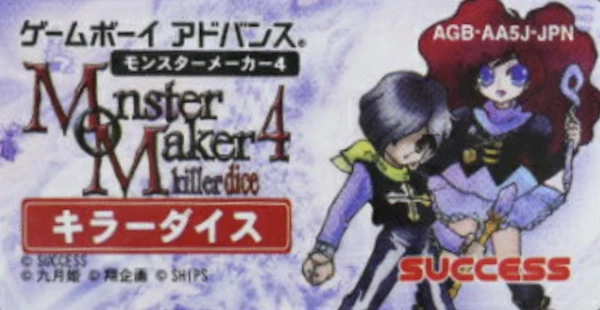 ゲームボーイ アドバンス®
AGB-AA5J-JPN
モンスターメーカー4
Monster
Maker 4
killer dice
キラーダイス
© SUCCESS
© 九月姫 © 翔企画 © SHIPS
SUCCESS